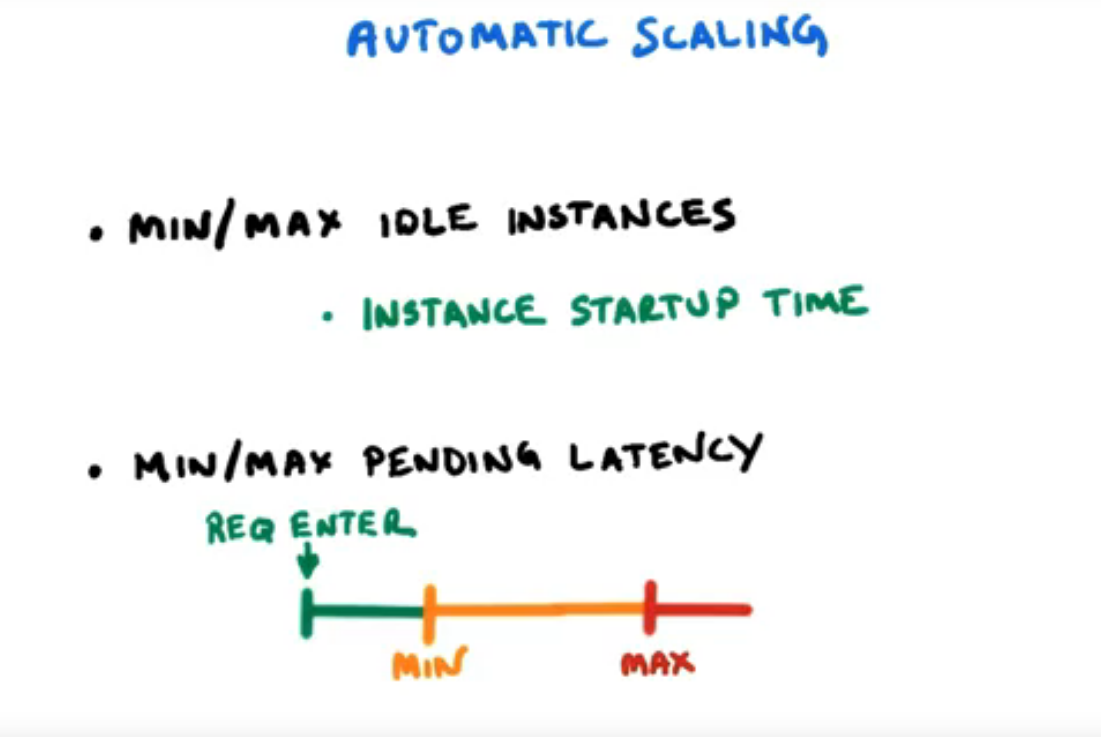 AUTOMATIC SCALING
• MIN/MAX IDLE INSTANCES
• INSTANCE STARTUP TIME
• MIN/MAX PENDING LATENCY
REQ ENTER
MIN
MAX